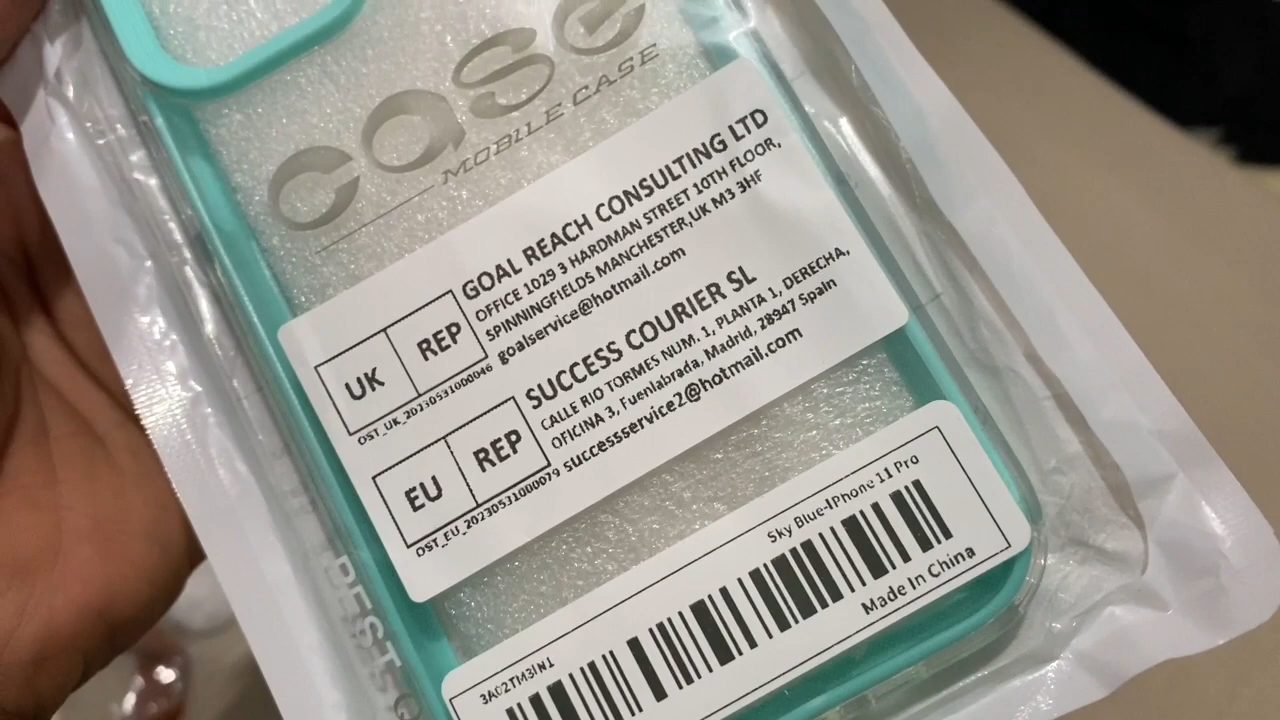 case
MOBILE CASE
UK REP
OST_UK_20230531000046
GOAL REACH CONSULTING LTD
OFFICE 1029 3 HARDMAN STREET 10TH FLOOR,
SPINNINGFIELDS MANCHESTER,UK M3 3HF
goalservice@hotmail.com
EU REP
OST_EU_20230531000079
SUCCESS COURIER SL
CALLE RIO TORMES NUM. 1, PLANTA 1, DERECHA,
OFICINA 3, Fuenlabrada, Madrid, 28947 Spain
successservice2@hotmail.com
Sky Blue-IPhone 11 Pro
3A02TM3IN1
Made In China